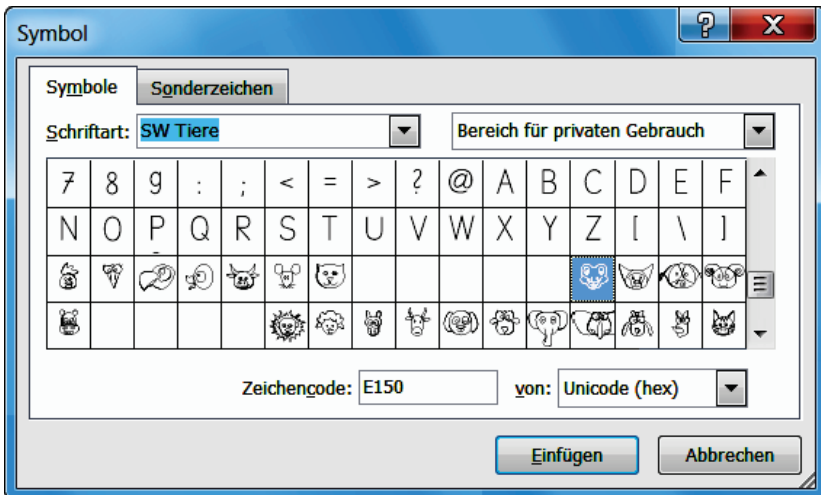 Symbol
?
X
Symbole
Sonderzeichen
Schriftart: SW Tiere
Bereich für privaten Gebrauch
7 8 9 : ; < = > ? @ A B C D E F
N O P Q R S T U V W X Y Z [ \ ]
Zeichencode: E150 von: Unicode (hex)
Einfügen
Abbrechen